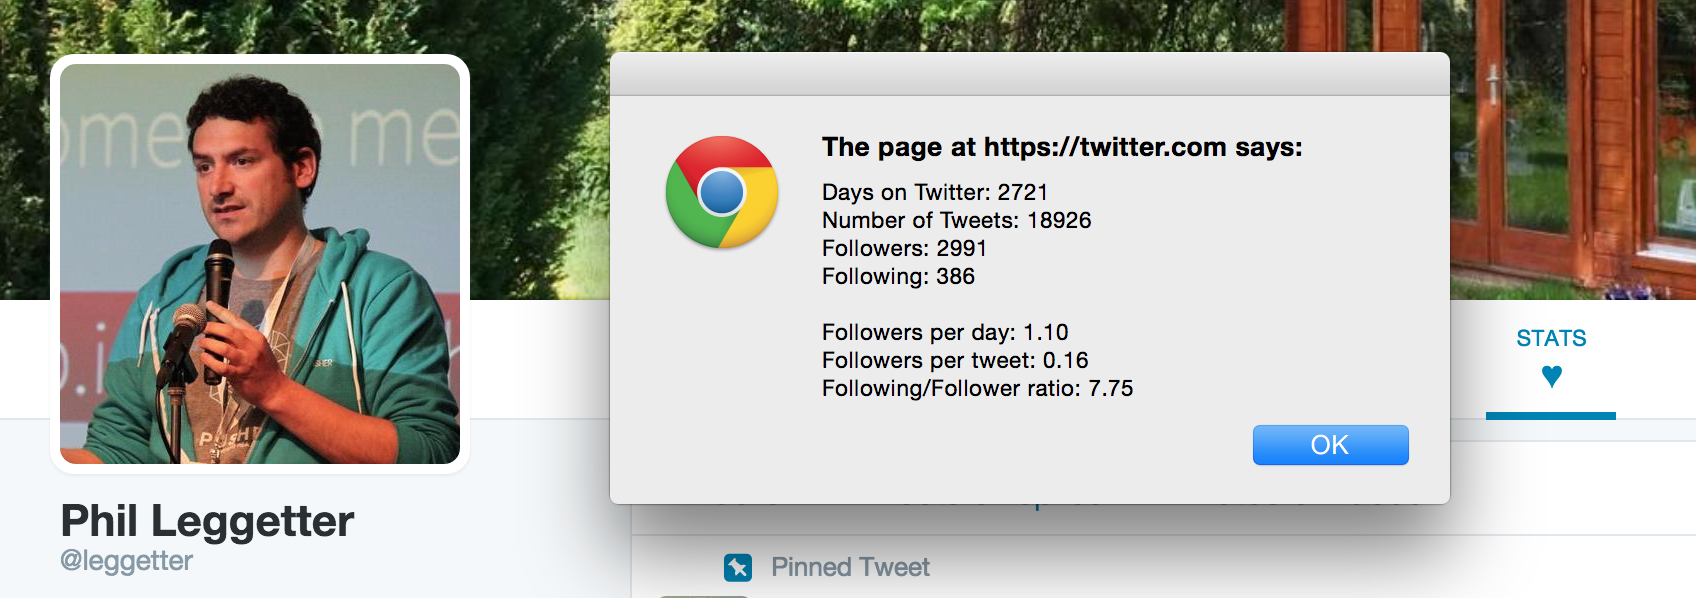 ome
me
The page at https://twitter.com says:
Days on Twitter: 2721
Number of Tweets: 18926
Followers: 2991
Following: 386
Followers per day: 1.10
Followers per tweet: 0.16
Following/Follower ratio: 7.75
OK
STATS
Phil Leggetter
@leggetter
Pinned Tweet